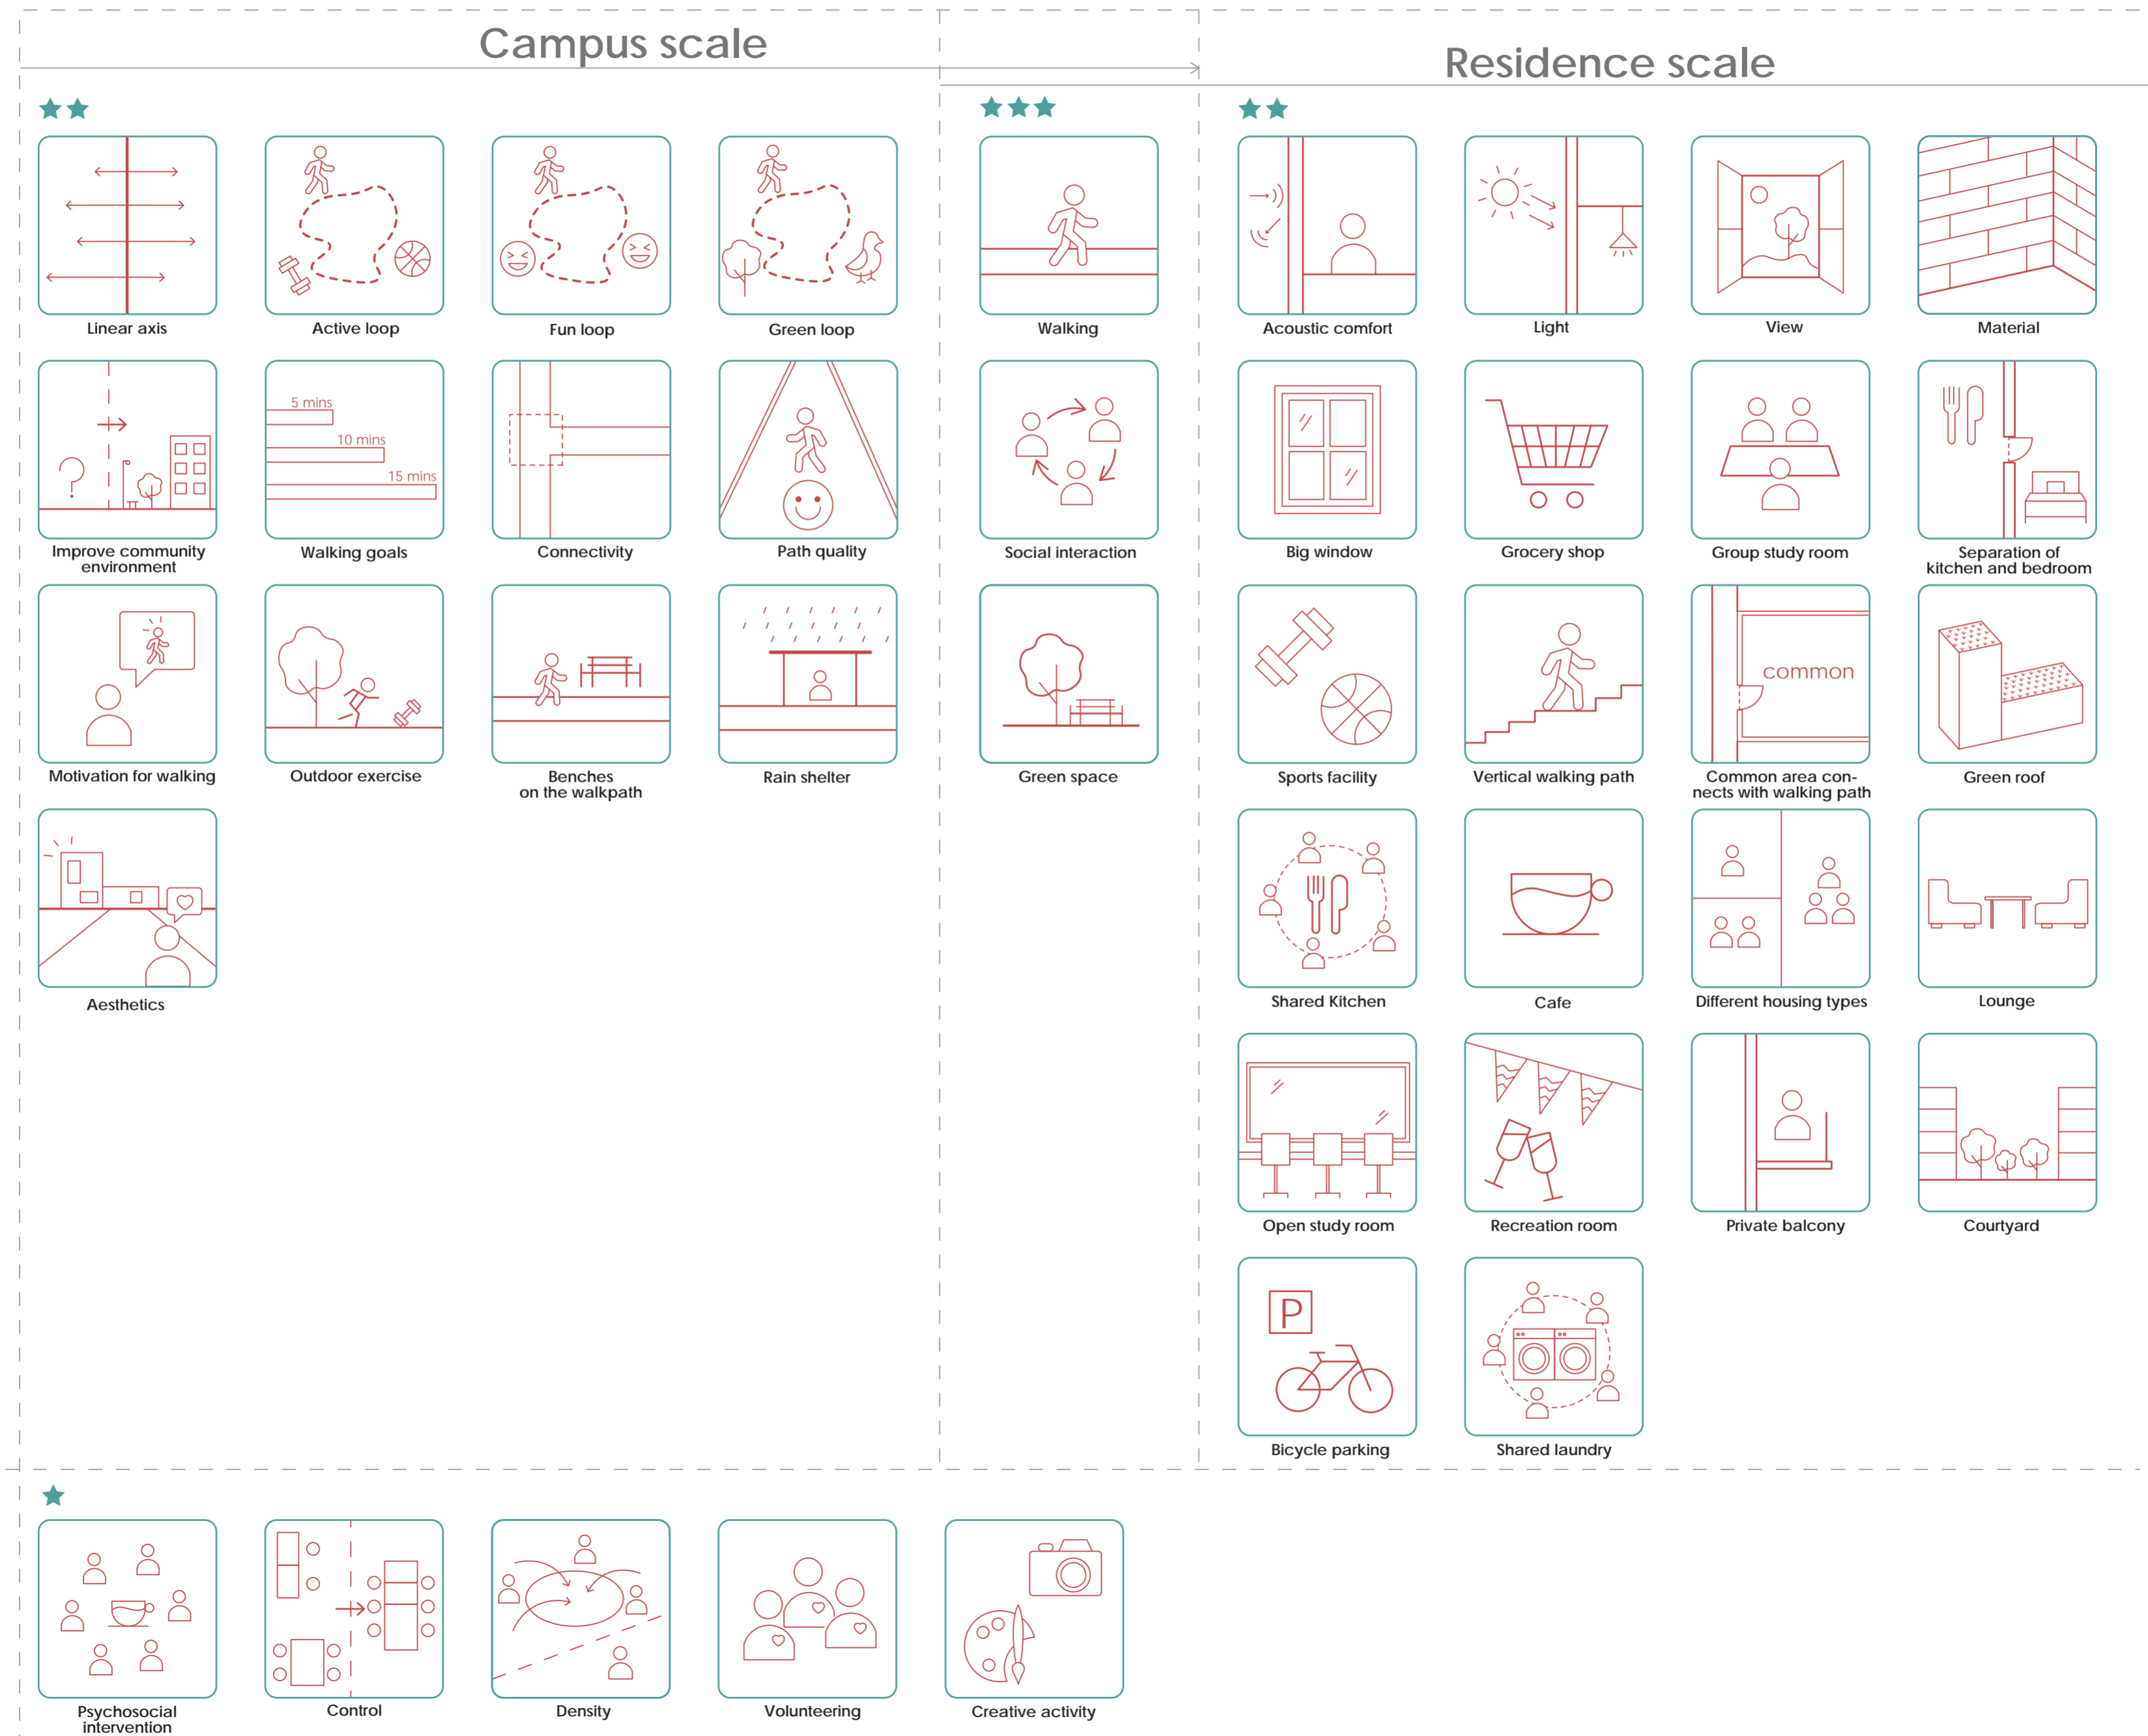 Campus scale
Residence scale
Linear axis
Active loop
Fun loop
Green loop
Walking
Acoustic comfort
Light
View
Material
5 mins
10 mins
15 mins
Improve community
environment
Walking goals
Connectivity
Path quality
Social interaction
Big window
Grocery shop
Group study room
Separation of
kitchen and bedroom
common
Motivation for walking
Outdoor exercise
Benches
on the walkpath
Rain shelter
Green space
Sports facility
Vertical walking path
Common area con-
nects with walking path
Green roof
Aesthetics
Shared Kitchen
Cafe
Different housing types
Lounge
Open study room
Recreation room
Private balcony
Courtyard
P
Bicycle parking
Shared laundry
Psychosocial
intervention
Control
Density
Volunteering
Creative activity